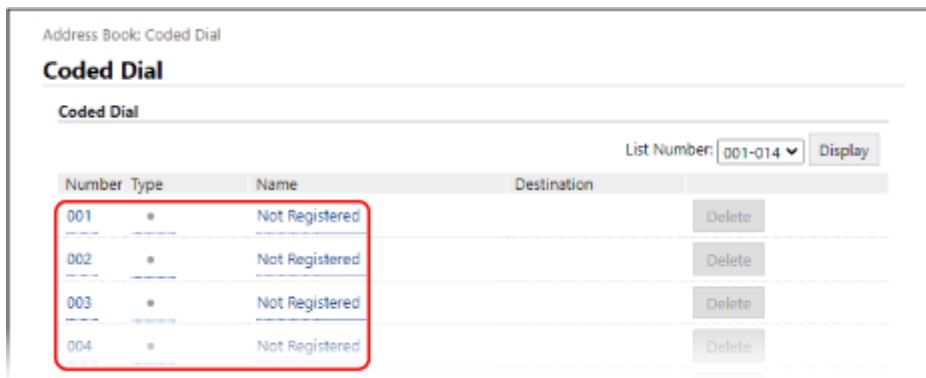 Address Book: Coded Dial
Coded Dial
Coded Dial
List Number: 001-014 Display
Number Type Name Destination
001 Not Registered Delete
002 Not Registered Delete
003 Not Registered Delete
004 Not Registered Delete